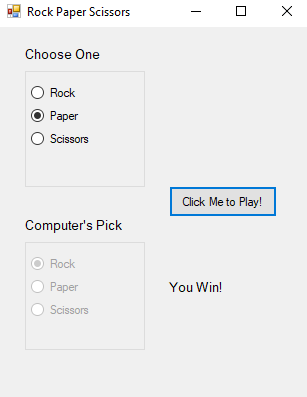 Rock Paper Scissors
Choose One
Rock
Paper
Scissors
Click Me to Play!
Computer's Pick
Rock
Paper
Scissors
You Win!